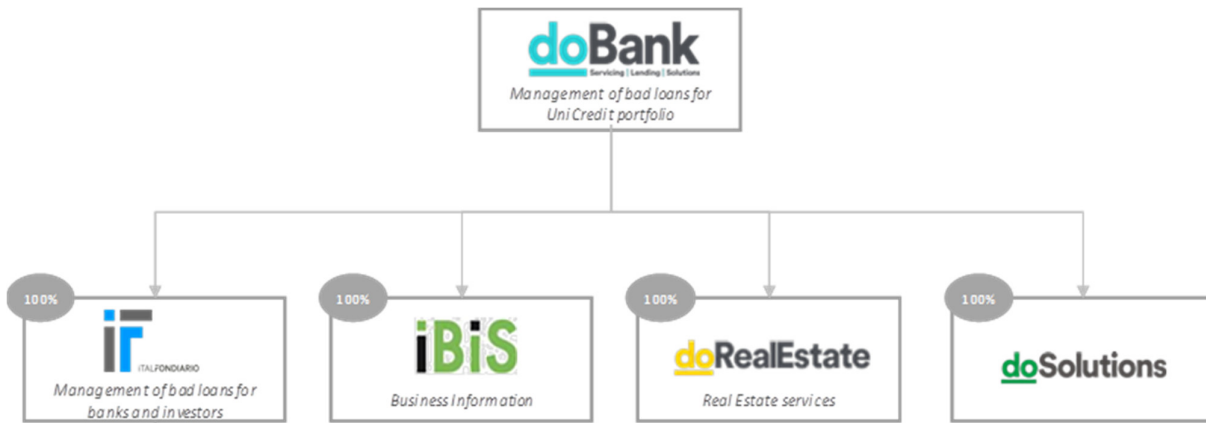 doBank
Servicing | Lending | Solutions
Management of bad loans for
UniCredit portfolio
100%
100%
100%
100%
iF
iTALFONDIARIO
Management of bad loans for
banks and investors
iBiS
Business Information
doRealEstate
Real Estate services
doSolutions